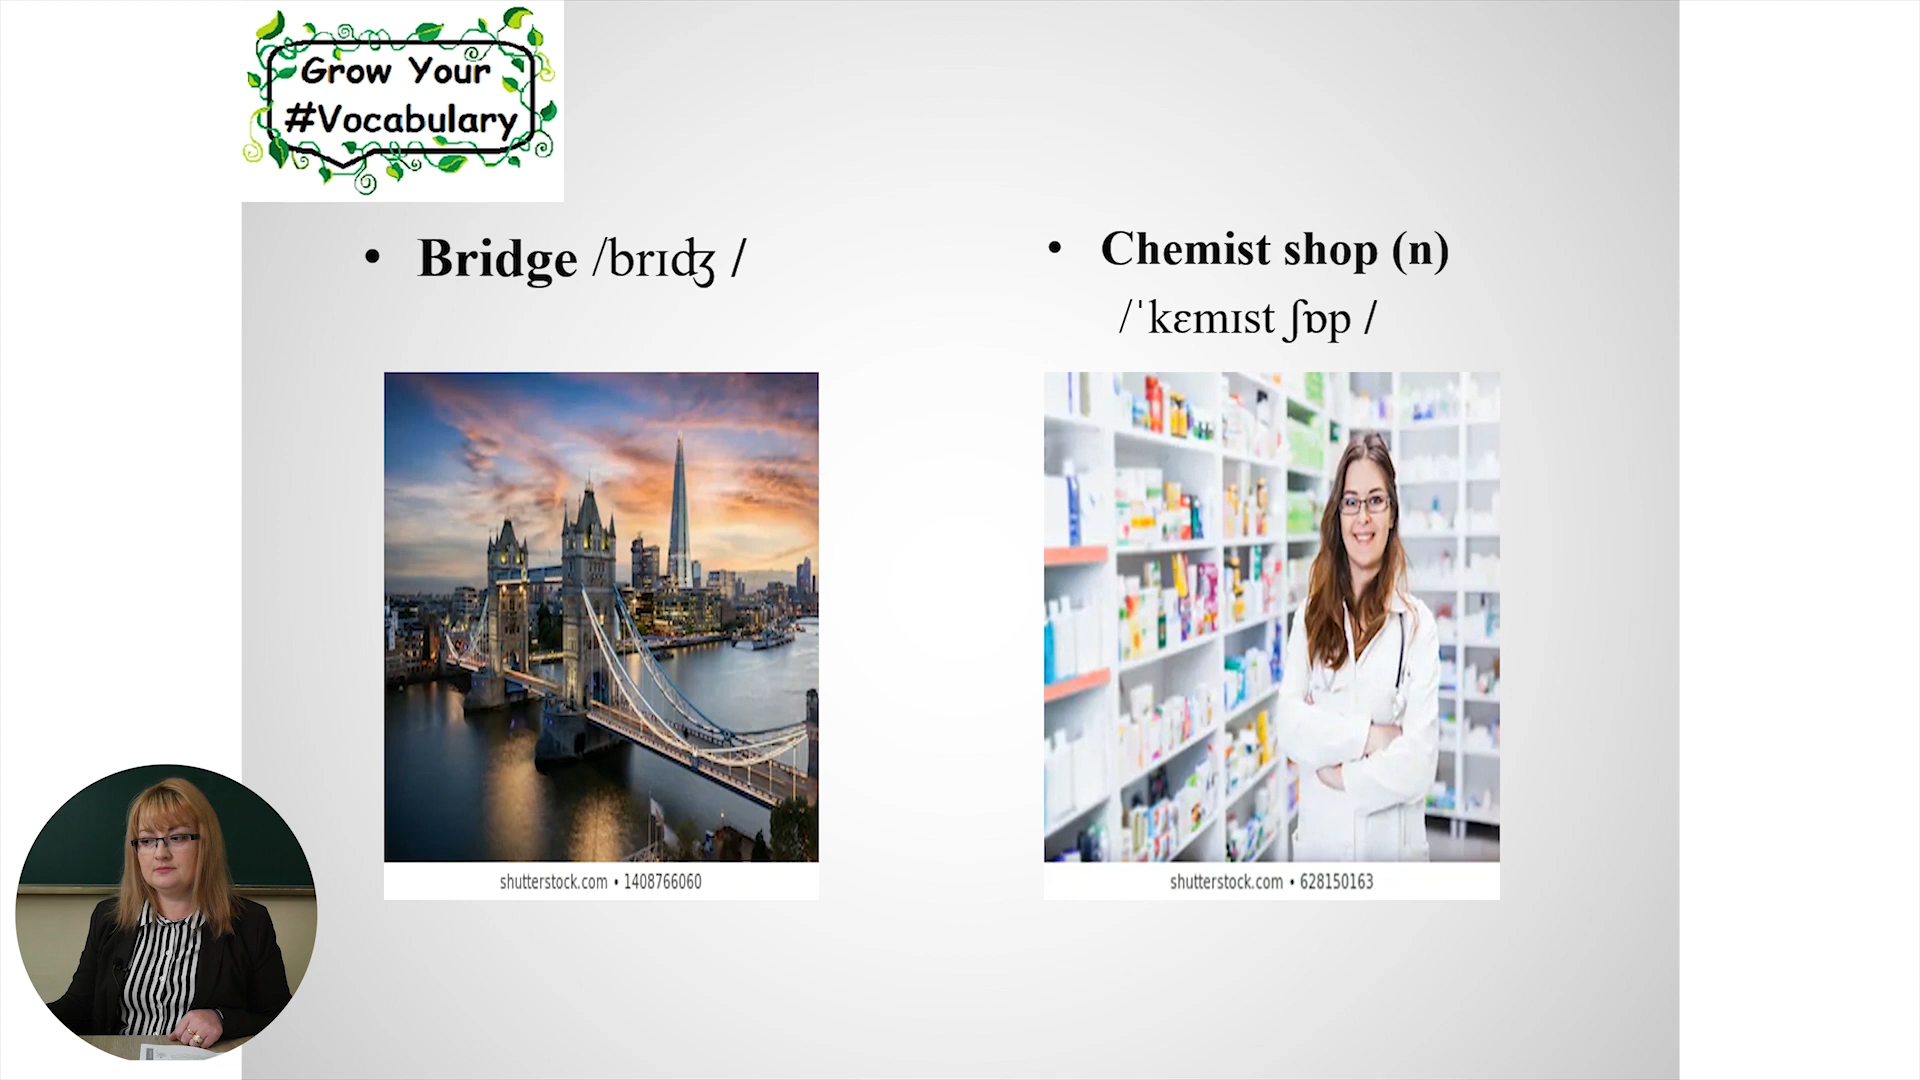 Grow Your
#Vocabulary
• Bridge /brɪʤ /
• Chemist shop (n)
/ˈkɛmɪst ʃɒp /
shutterstock.com • 1408766060
shutterstock.com • 628150163